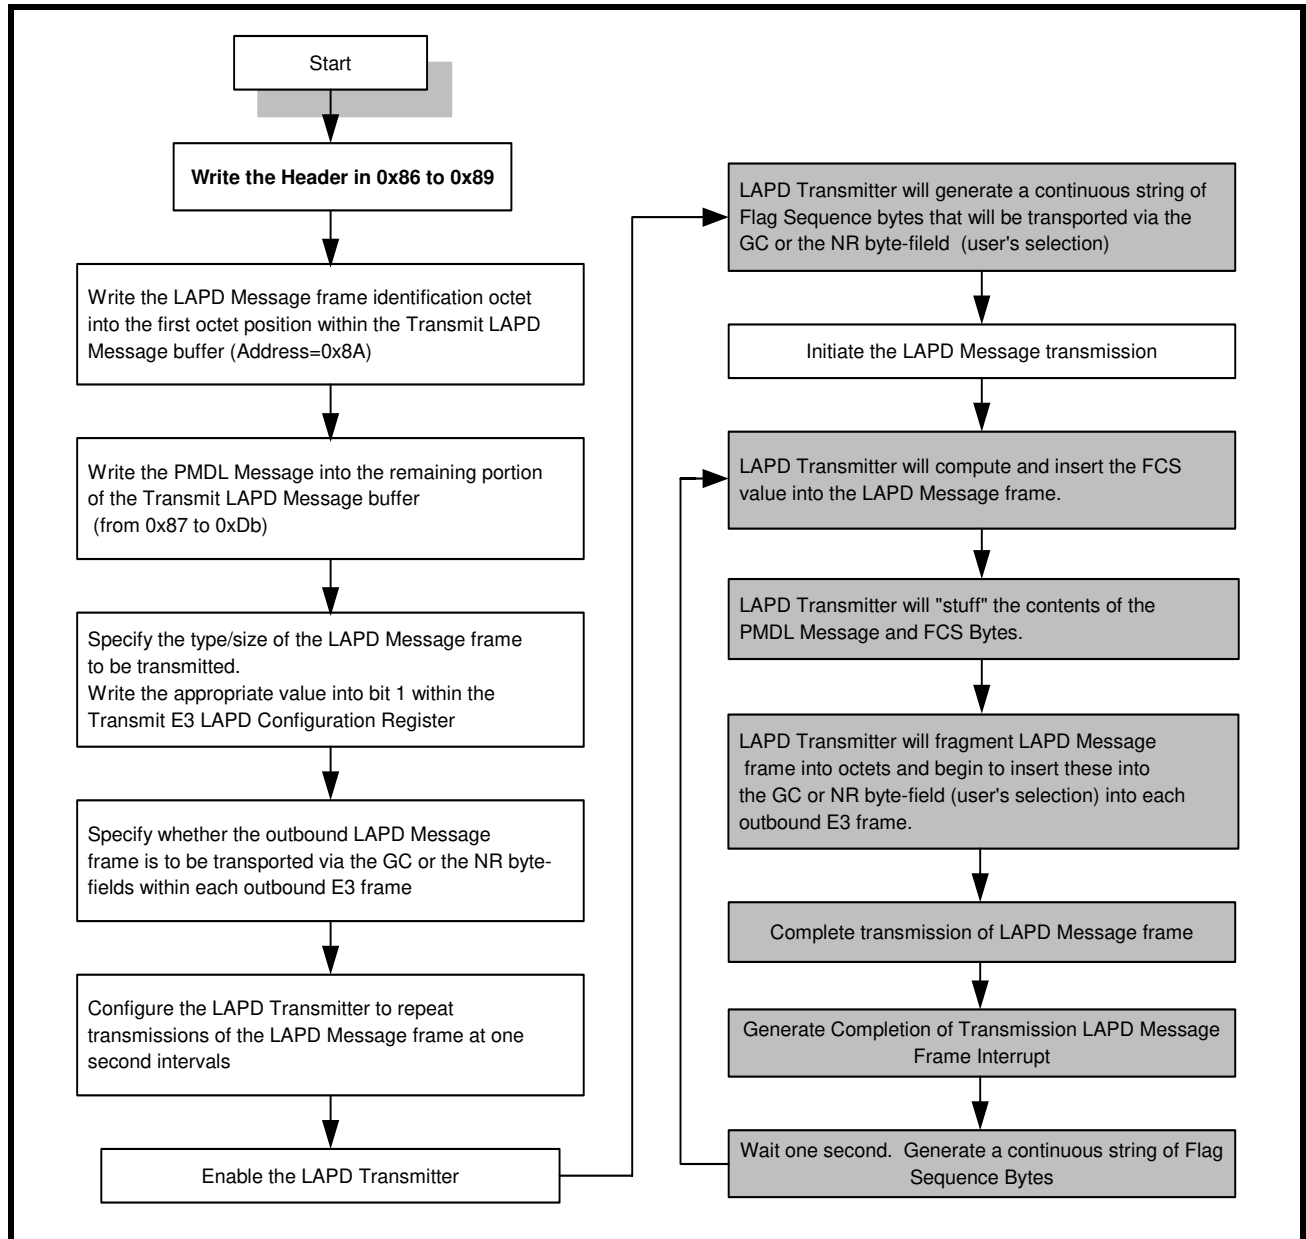 Start
Write the Header in 0x86 to 0x89
Write the LAPD Message frame identification octet
into the first octet position within the Transmit LAPD
Message buffer (Address=0x8A)
Write the PMDL Message into the remaining portion
of the Transmit LAPD Message buffer
(from 0x87 to 0xDb)
Specify the type/size of the LAPD Message frame
to be transmitted.
Write the appropriate value into bit 1 within the
Transmit E3 LAPD Configuration Register
Specify whether the outbound LAPD Message
frame is to be transported via the GC or the NR byte-
fields within each outbound E3 frame
Configure the LAPD Transmitter to repeat
transmissions of the LAPD Message frame at one
second intervals
Enable the LAPD Transmitter
LAPD Transmitter will generate a continuous string of
Flag Sequence bytes that will be transported via the
GC or the NR byte-fileld (user's selection)
Initiate the LAPD Message transmission
LAPD Transmitter will compute and insert the FCS
value into the LAPD Message frame.
LAPD Transmitter will "stuff" the contents of the
PMDL Message and FCS Bytes.
LAPD Transmitter will fragment LAPD Message
frame into octets and begin to insert these into
the GC or NR byte-field (user's selection) into each
outbound E3 frame.
Complete transmission of LAPD Message frame
Generate Completion of Transmission LAPD Message
Frame Interrupt
Wait one second. Generate a continuous string of Flag
Sequence Bytes